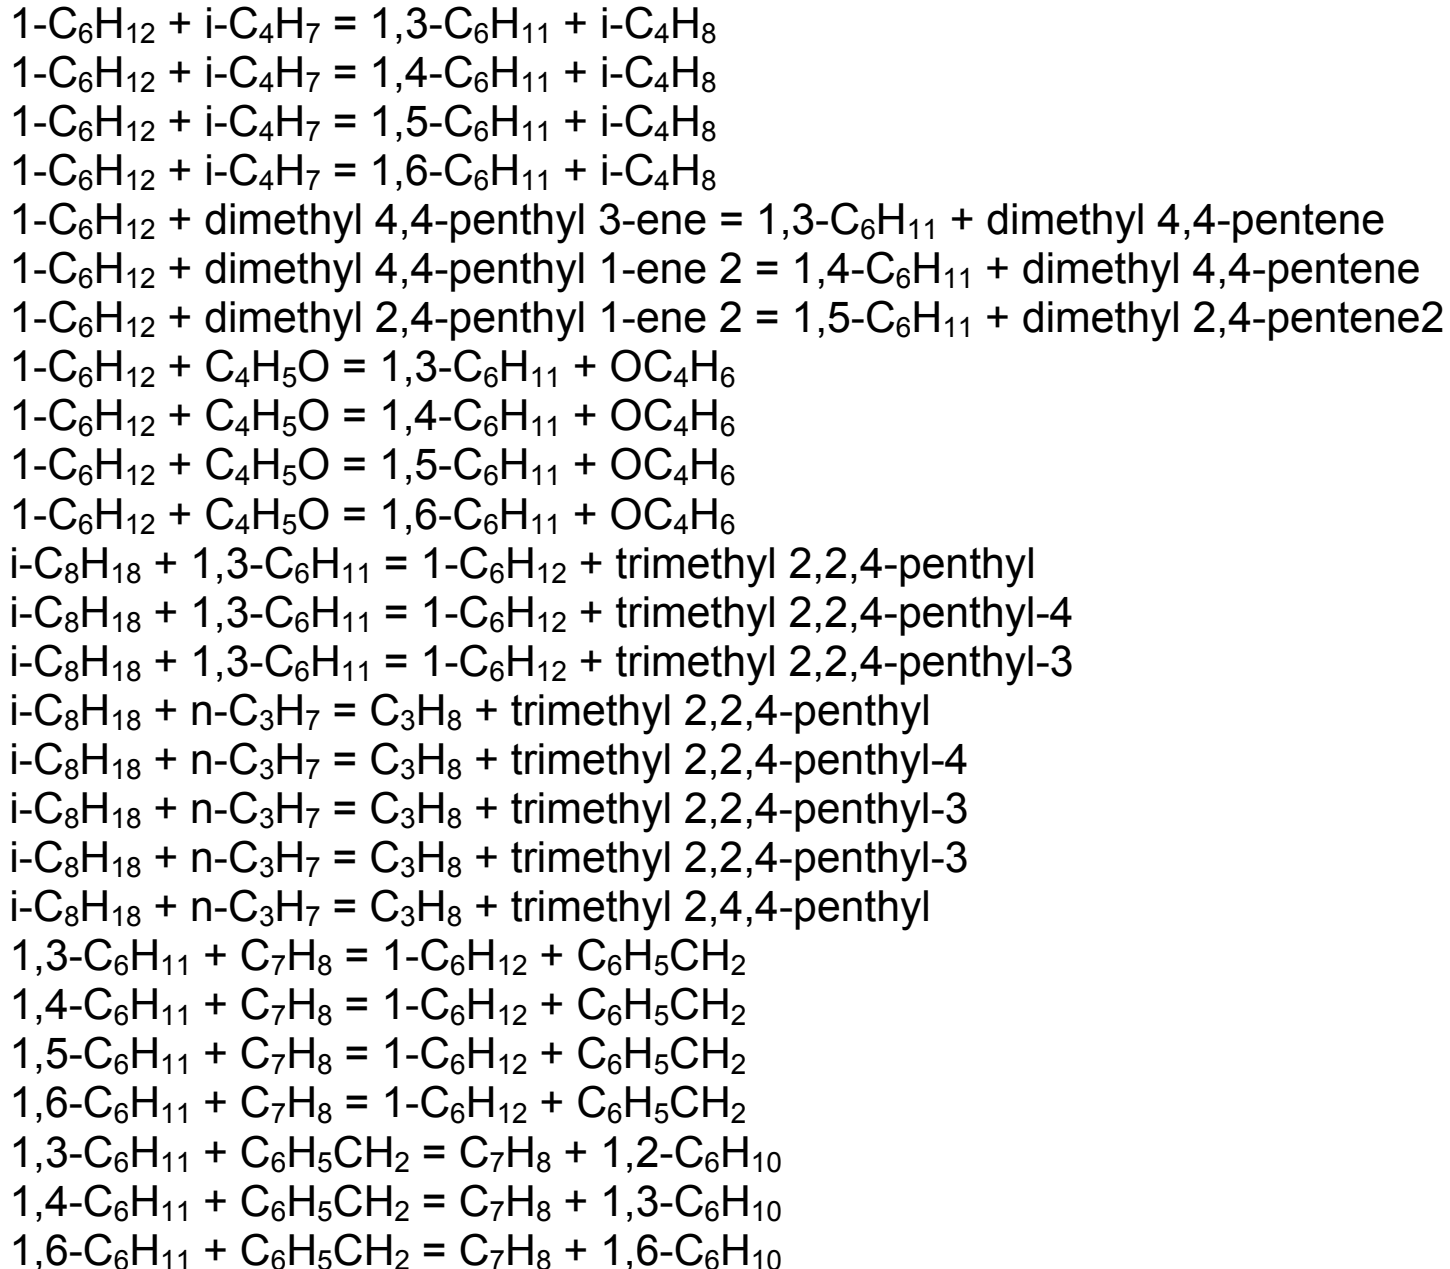 1-C₆H₁₂ + i-C₄H₇ = 1,3-C₆H₁₁ + i-C₄H₈
1-C₆H₁₂ + i-C₄H₇ = 1,4-C₆H₁₁ + i-C₄H₈
1-C₆H₁₂ + i-C₄H₇ = 1,5-C₆H₁₁ + i-C₄H₈
1-C₆H₁₂ + i-C₄H₇ = 1,6-C₆H₁₁ + i-C₄H₈
1-C₆H₁₂ + dimethyl 4,4-penthyl 3-ene = 1,3-C₆H₁₁ + dimethyl 4,4-pentene
1-C₆H₁₂ + dimethyl 4,4-penthyl 1-ene 2 = 1,4-C₆H₁₁ + dimethyl 4,4-pentene
1-C₆H₁₂ + dimethyl 2,4-penthyl 1-ene 2 = 1,5-C₆H₁₁ + dimethyl 2,4-pentene2
1-C₆H₁₂ + C₄H₅O = 1,3-C₆H₁₁ + OC₄H₆
1-C₆H₁₂ + C₄H₅O = 1,4-C₆H₁₁ + OC₄H₆
1-C₆H₁₂ + C₄H₅O = 1,5-C₆H₁₁ + OC₄H₆
1-C₆H₁₂ + C₄H₅O = 1,6-C₆H₁₁ + OC₄H₆
i-C₈H₁₈ + 1,3-C₆H₁₁ = 1-C₆H₁₂ + trimethyl 2,2,4-penthyl
i-C₈H₁₈ + 1,3-C₆H₁₁ = 1-C₆H₁₂ + trimethyl 2,2,4-penthyl-4
i-C₈H₁₈ + 1,3-C₆H₁₁ = 1-C₆H₁₂ + trimethyl 2,2,4-penthyl-3
i-C₈H₁₈ + n-C₃H₇ = C₃H₈ + trimethyl 2,2,4-penthyl
i-C₈H₁₈ + n-C₃H₇ = C₃H₈ + trimethyl 2,2,4-penthyl-4
i-C₈H₁₈ + n-C₃H₇ = C₃H₈ + trimethyl 2,2,4-penthyl-3
i-C₈H₁₈ + n-C₃H₇ = C₃H₈ + trimethyl 2,2,4-penthyl-3
i-C₈H₁₈ + n-C₃H₇ = C₃H₈ + trimethyl 2,4,4-penthyl
1,3-C₆H₁₁ + C₇H₈ = 1-C₆H₁₂ + C₆H₅CH₂
1,4-C₆H₁₁ + C₇H₈ = 1-C₆H₁₂ + C₆H₅CH₂
1,5-C₆H₁₁ + C₇H₈ = 1-C₆H₁₂ + C₆H₅CH₂
1,6-C₆H₁₁ + C₇H₈ = 1-C₆H₁₂ + C₆H₅CH₂
1,3-C₆H₁₁ + C₆H₅CH₂ = C₇H₈ + 1,2-C₆H₁₀
1,4-C₆H₁₁ + C₆H₅CH₂ = C₇H₈ + 1,3-C₆H₁₀
1,6-C₆H₁₁ + C₆H₅CH₂ = C₇H₈ + 1,6-C₆H₁₀